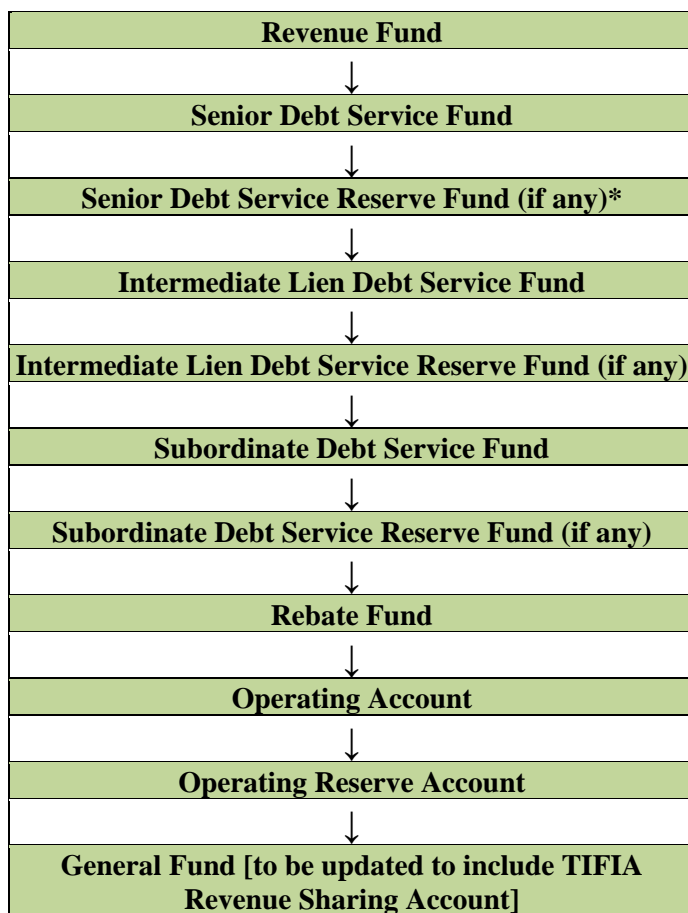 Revenue Fund
↓
Senior Debt Service Fund
↓
Senior Debt Service Reserve Fund (if any)*
↓
Intermediate Lien Debt Service Fund
↓
Intermediate Lien Debt Service Reserve Fund (if any)
↓
Subordinate Debt Service Fund
↓
Subordinate Debt Service Reserve Fund (if any)
↓
Rebate Fund
↓
Operating Account
↓
Operating Reserve Account
↓
General Fund [to be updated to include TIFIA
Revenue Sharing Account]